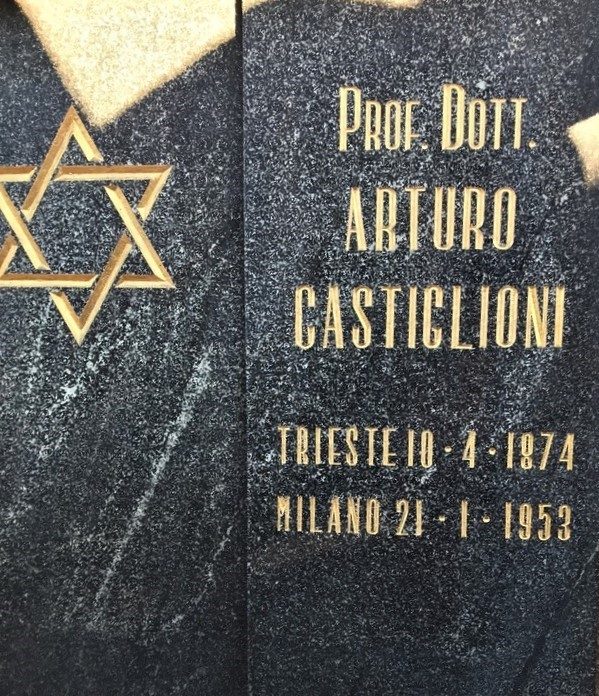 PROF. DOTT.
ARTURO
CASTIGLIONI
TRIESTE 10 · 4 · 1874
MILANO 21 · 1 · 1953